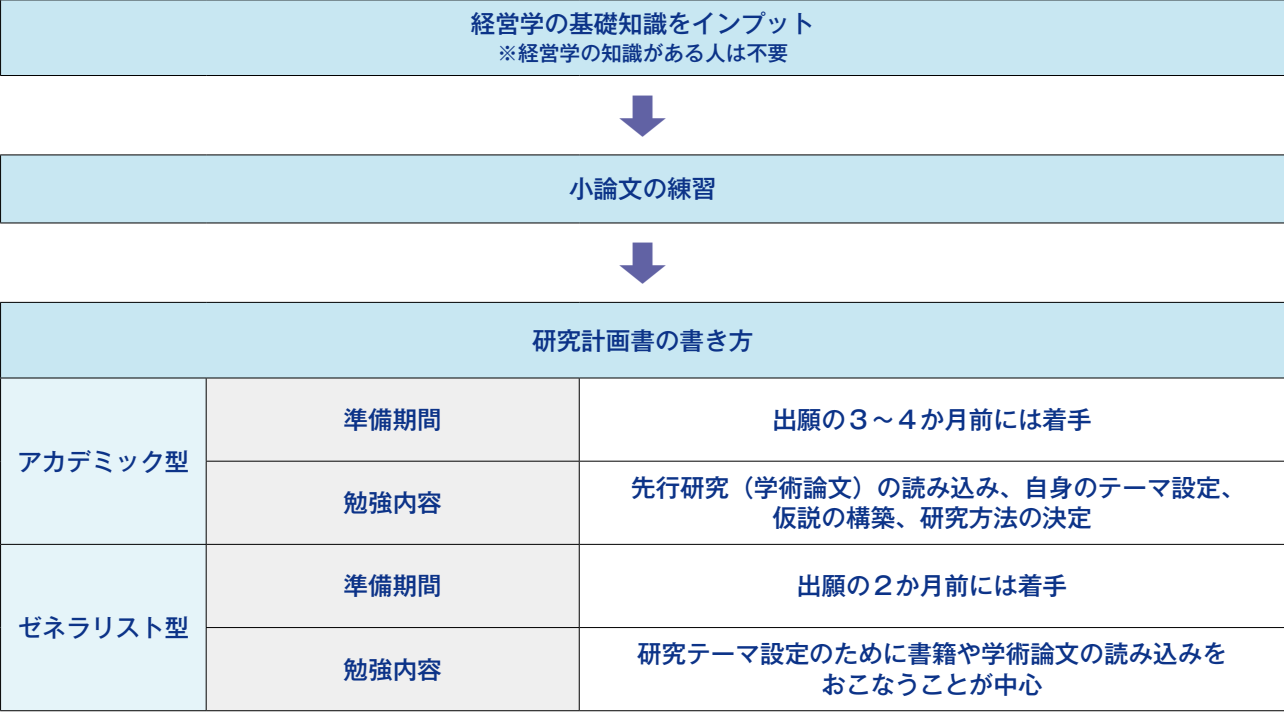 経営学の基礎知識をインプット
※経営学の知識がある人は不要
小論文の練習
研究計画書の書き方
アカデミック型
準備期間
出願の３～４か月前には着手
勉強内容
先行研究（学術論文）の読み込み、自身のテーマ設定、
仮説の構築、研究方法の決定
ゼネラリスト型
準備期間
出願の２か月前には着手
勉強内容
研究テーマ設定のために書籍や学術論文の読み込みを
おこなうことが中心